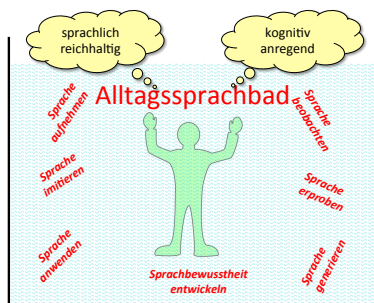 sprachlich
reichhaltig
kognitiv
anregend
Alltagssprachbad
Sprache
aufnehmen
Sprache
beobachten
Sprache
imitieren
Sprache
erproben
Sprache
anwenden
Sprache
generieren
Sprachbewusstheit
entwickeln